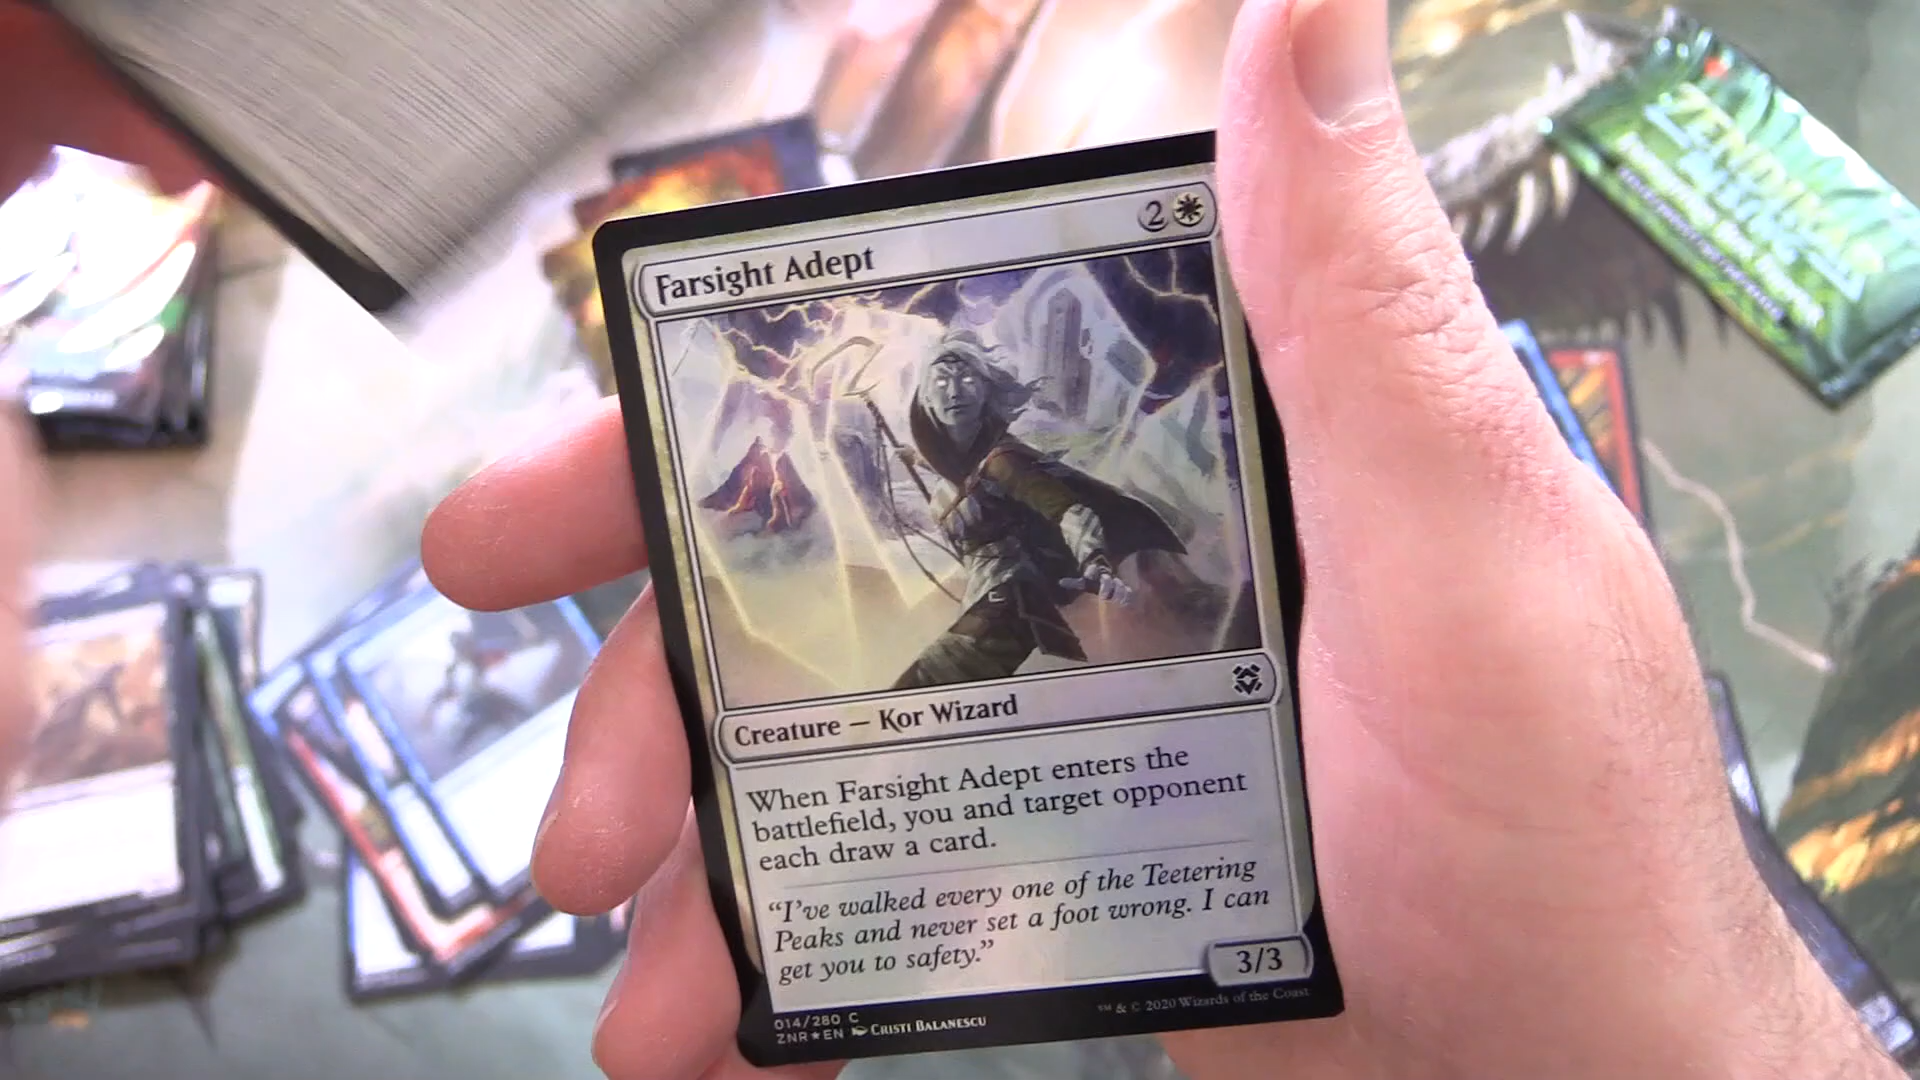 Farsight Adept
2
Creature — Kor Wizard
When Farsight Adept enters the
battlefield, you and target opponent
each draw a card.
"I've walked every one of the Teetering
Peaks and never set a foot wrong. I can
get you to safety."
3/3
014/280 C
ZNR★EN Cristi Balanescu
™ & © 2020 Wizards of the Coast